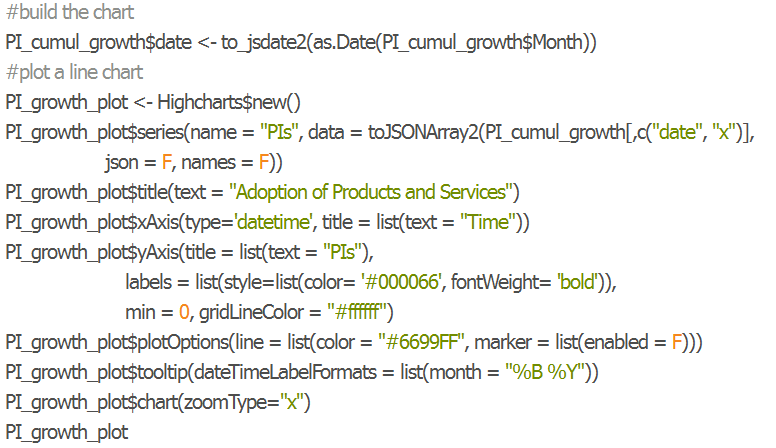 #build the chart
PI_cumul_growth$date <- to_jsdate2(as.Date(PI_cumul_growth$Month))
#plot a line chart
PI_growth_plot <- Highcharts$new()
PI_growth_plot$series(name = "PIs", data = toJSONArray2(PI_cumul_growth[,c("date", "x")],
json = F, names = F))
PI_growth_plot$title(text = "Adoption of Products and Services")
PI_growth_plot$xAxis(type='datetime', title = list(text = "Time"))
PI_growth_plot$yAxis(title = list(text = "PIs"),
labels = list(style=list(color= '#000066', fontWeight= 'bold')),
min = 0, gridLineColor = "#ffffff")
PI_growth_plot$plotOptions(line = list(color = "#6699FF", marker = list(enabled = F)))
PI_growth_plot$tooltip(dateTimeLabelFormats = list(month = "%B %Y"))
PI_growth_plot$chart(zoomType="x")
PI_growth_plot